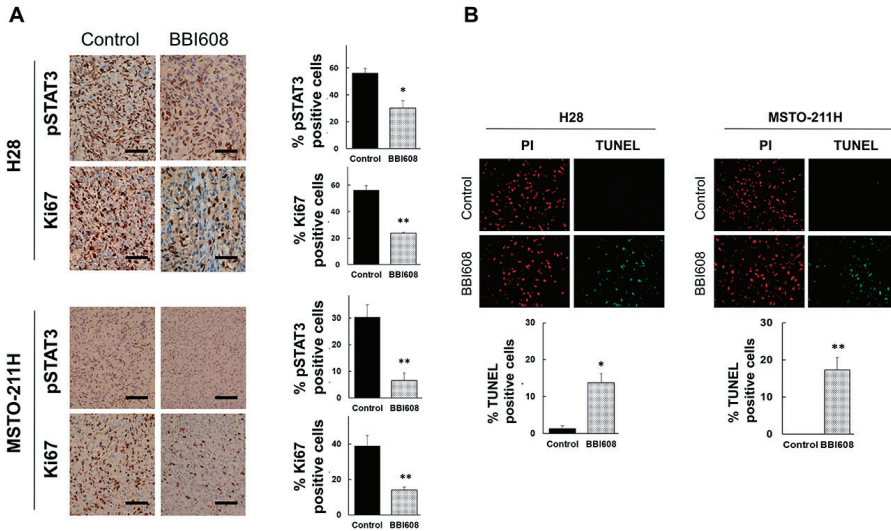 A
Control BBI608
H28
pSTAT3
Ki67
% pSTAT3
positive cells
60
40
20
0
*
Control BBI608
% Ki67
positive cells
60
40
20
0
**
Control BBI608
MSTO-211H
pSTAT3
Ki67
% pSTAT3
positive cells
30
20
10
0
**
Control BBI608
% Ki67
positive cells
40
20
0
**
Control BBI608
B
H28
PI TUNEL
Control
BBI608
% TUNEL
positive cells
30
20
10
0
*
Control BBI608
MSTO-211H
PI TUNEL
Control
BBI608
% TUNEL
positive cells
30
20
10
0
**
Control BBI608